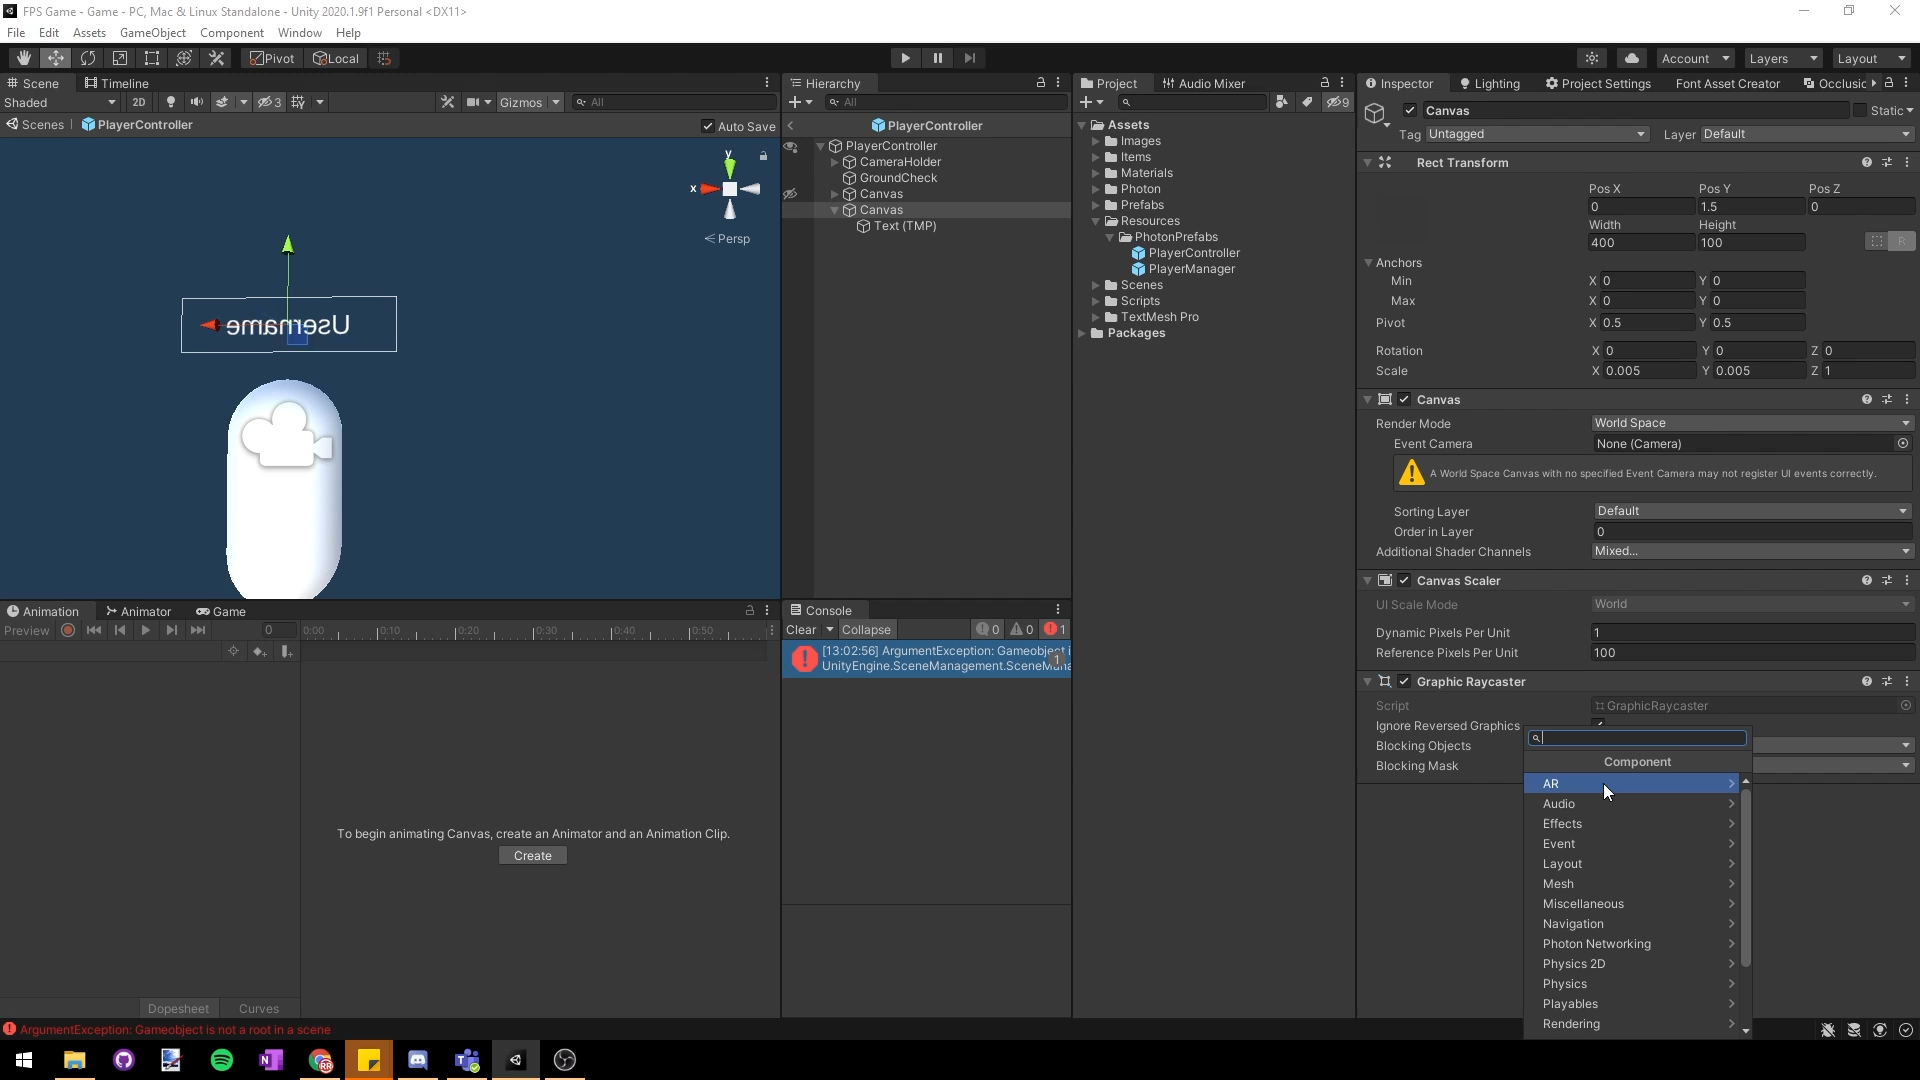 FPS Game - Game - PC, Mac & Linux Standalone - Unity 2020.1.9f1 Personal <DX11>
File Edit Assets GameObject Component Window Help
Pivot Local Account Layers Layout
Scene Timeline
Shaded 2D 3 Gizmos All
Scenes PlayerController Auto Save
y
x
Persp
Username
Hierarchy
All
PlayerController
PlayerController
CameraHolder
GroundCheck
Canvas
Canvas
Text (TMP)
Project Audio Mixer
9
Assets
Images
Items
Materials
Photon
Prefabs
Resources
PhotonPrefabs
PlayerController
PlayerManager
Scenes
Scripts
TextMesh Pro
Packages
Inspector Lighting Project Settings Font Asset Creator Occlusic
Canvas Static
Tag Untagged Layer Default
Rect Transform
Pos X Pos Y Pos Z
0 1.5 0
Width Height
400 100
R
Anchors
Min X 0 Y 0
Max X 0 Y 0
Pivot X 0.5 Y 0.5
Rotation X 0 Y 0 Z 0
Scale X 0.005 Y 0.005 Z 1
Canvas
Render Mode World Space
Event Camera None (Camera)
A World Space Canvas with no specified Event Camera may not register UI events correctly.
Sorting Layer Default
Order in Layer 0
Additional Shader Channels Mixed...
Canvas Scaler
UI Scale Mode World
Dynamic Pixels Per Unit 1
Reference Pixels Per Unit 100
Graphic Raycaster
Script GraphicRaycaster
Ignore Reversed Graphics
Blocking Objects
Blocking Mask
Component
AR
Audio
Effects
Event
Layout
Mesh
Miscellaneous
Navigation
Photon Networking
Physics 2D
Physics
Playables
Rendering
Animation Animator Game
Preview 0 0:00 0:10 0:20 0:30 0:40 0:50
To begin animating Canvas, create an Animator and an Animation Clip.
Create
Dopesheet Curves
Console
Clear Collapse 0 0 1
[13:02:56] ArgumentException: Gameobject i
UnityEngine.SceneManagement.SceneMana
1
ArgumentException: Gameobject is not a root in a scene